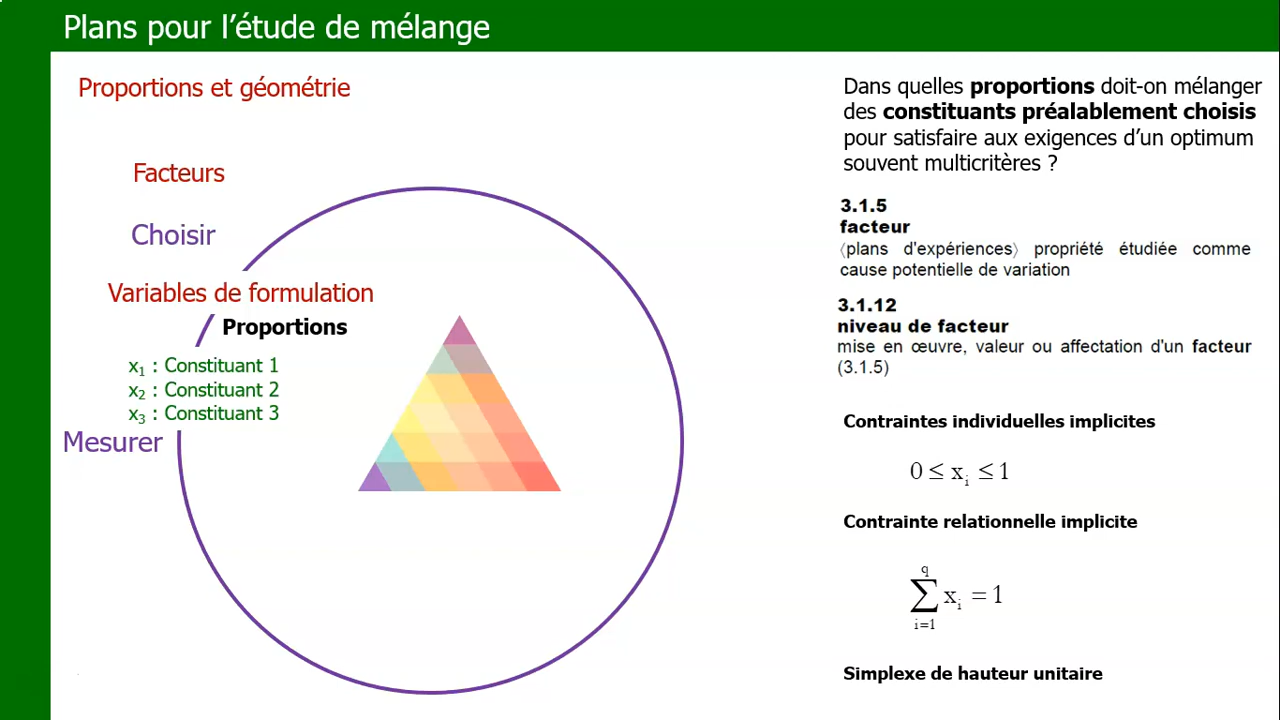 Plans pour l’étude de mélange
Proportions et géométrie
Facteurs
Choisir
Variables de formulation
Proportions
x1 : Constituant 1
x2 : Constituant 2
x3 : Constituant 3
Mesurer
Dans quelles proportions doit-on mélanger
des constituants préalablement choisis
pour satisfaire aux exigences d’un optimum
souvent multicritères ?
3.1.5
facteur
〈plans d'expériences〉 propriété étudiée comme
cause potentielle de variation
3.1.12
niveau de facteur
mise en œuvre, valeur ou affectation d'un facteur
(3.1.5)
Contraintes individuelles implicites
0 ≤ xi ≤ 1
Contrainte relationnelle implicite
q
∑ xi = 1
i=1
Simplexe de hauteur unitaire